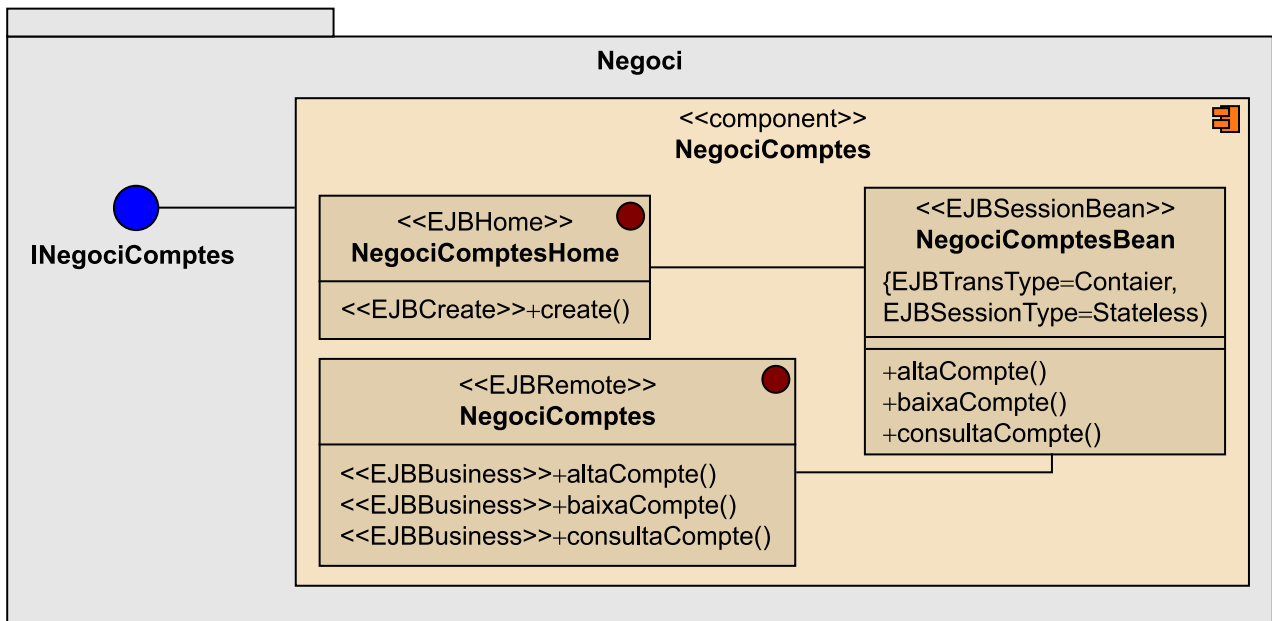 Negoci
<<component>>
NegociComptes
INegociComptes
<<EJBHome>>
NegociComptesHome
<<EJBCreate>>+create()
<<EJBSessionBean>>
NegociComptesBean
{EJBTransType=Contaier,
EJBSessionType=Stateless)
+altaCompte()
+baixaCompte()
+consultaCompte()
<<EJBRemote>>
NegociComptes
<<EJBBusiness>>+altaCompte()
<<EJBBusiness>>+baixaCompte()
<<EJBBusiness>>+consultaCompte()